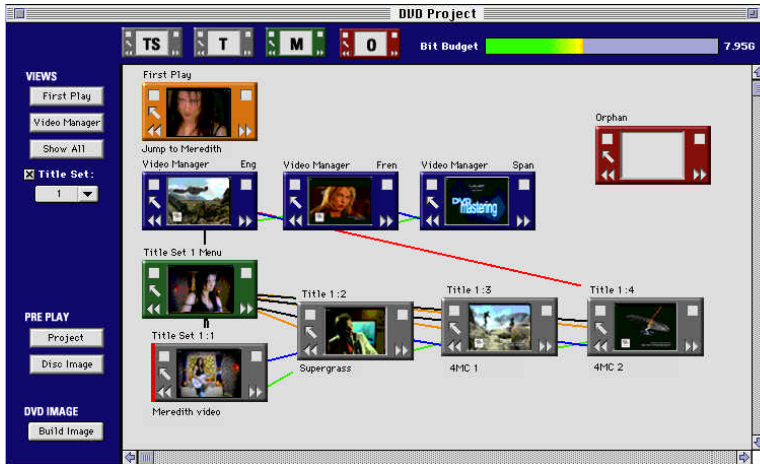 DVD Project
TS
T
M
O
Bit Budget
7.95G
VIEWS
First Play
Video Manager
Show All
Title Set:
1
PRE PLAY
Project
Disc Image
DVD IMAGE
Build Image
First Play
Jump to Meredith
Orphan
Video Manager Eng
Video Manager Fren
Video Manager Span
DVD
Mastering
Title Set 1 Menu
Title 1:2
Title 1:3
Title 1:4
Title Set 1:1
Supergrass
4MC 1
4MC 2
Meredith video